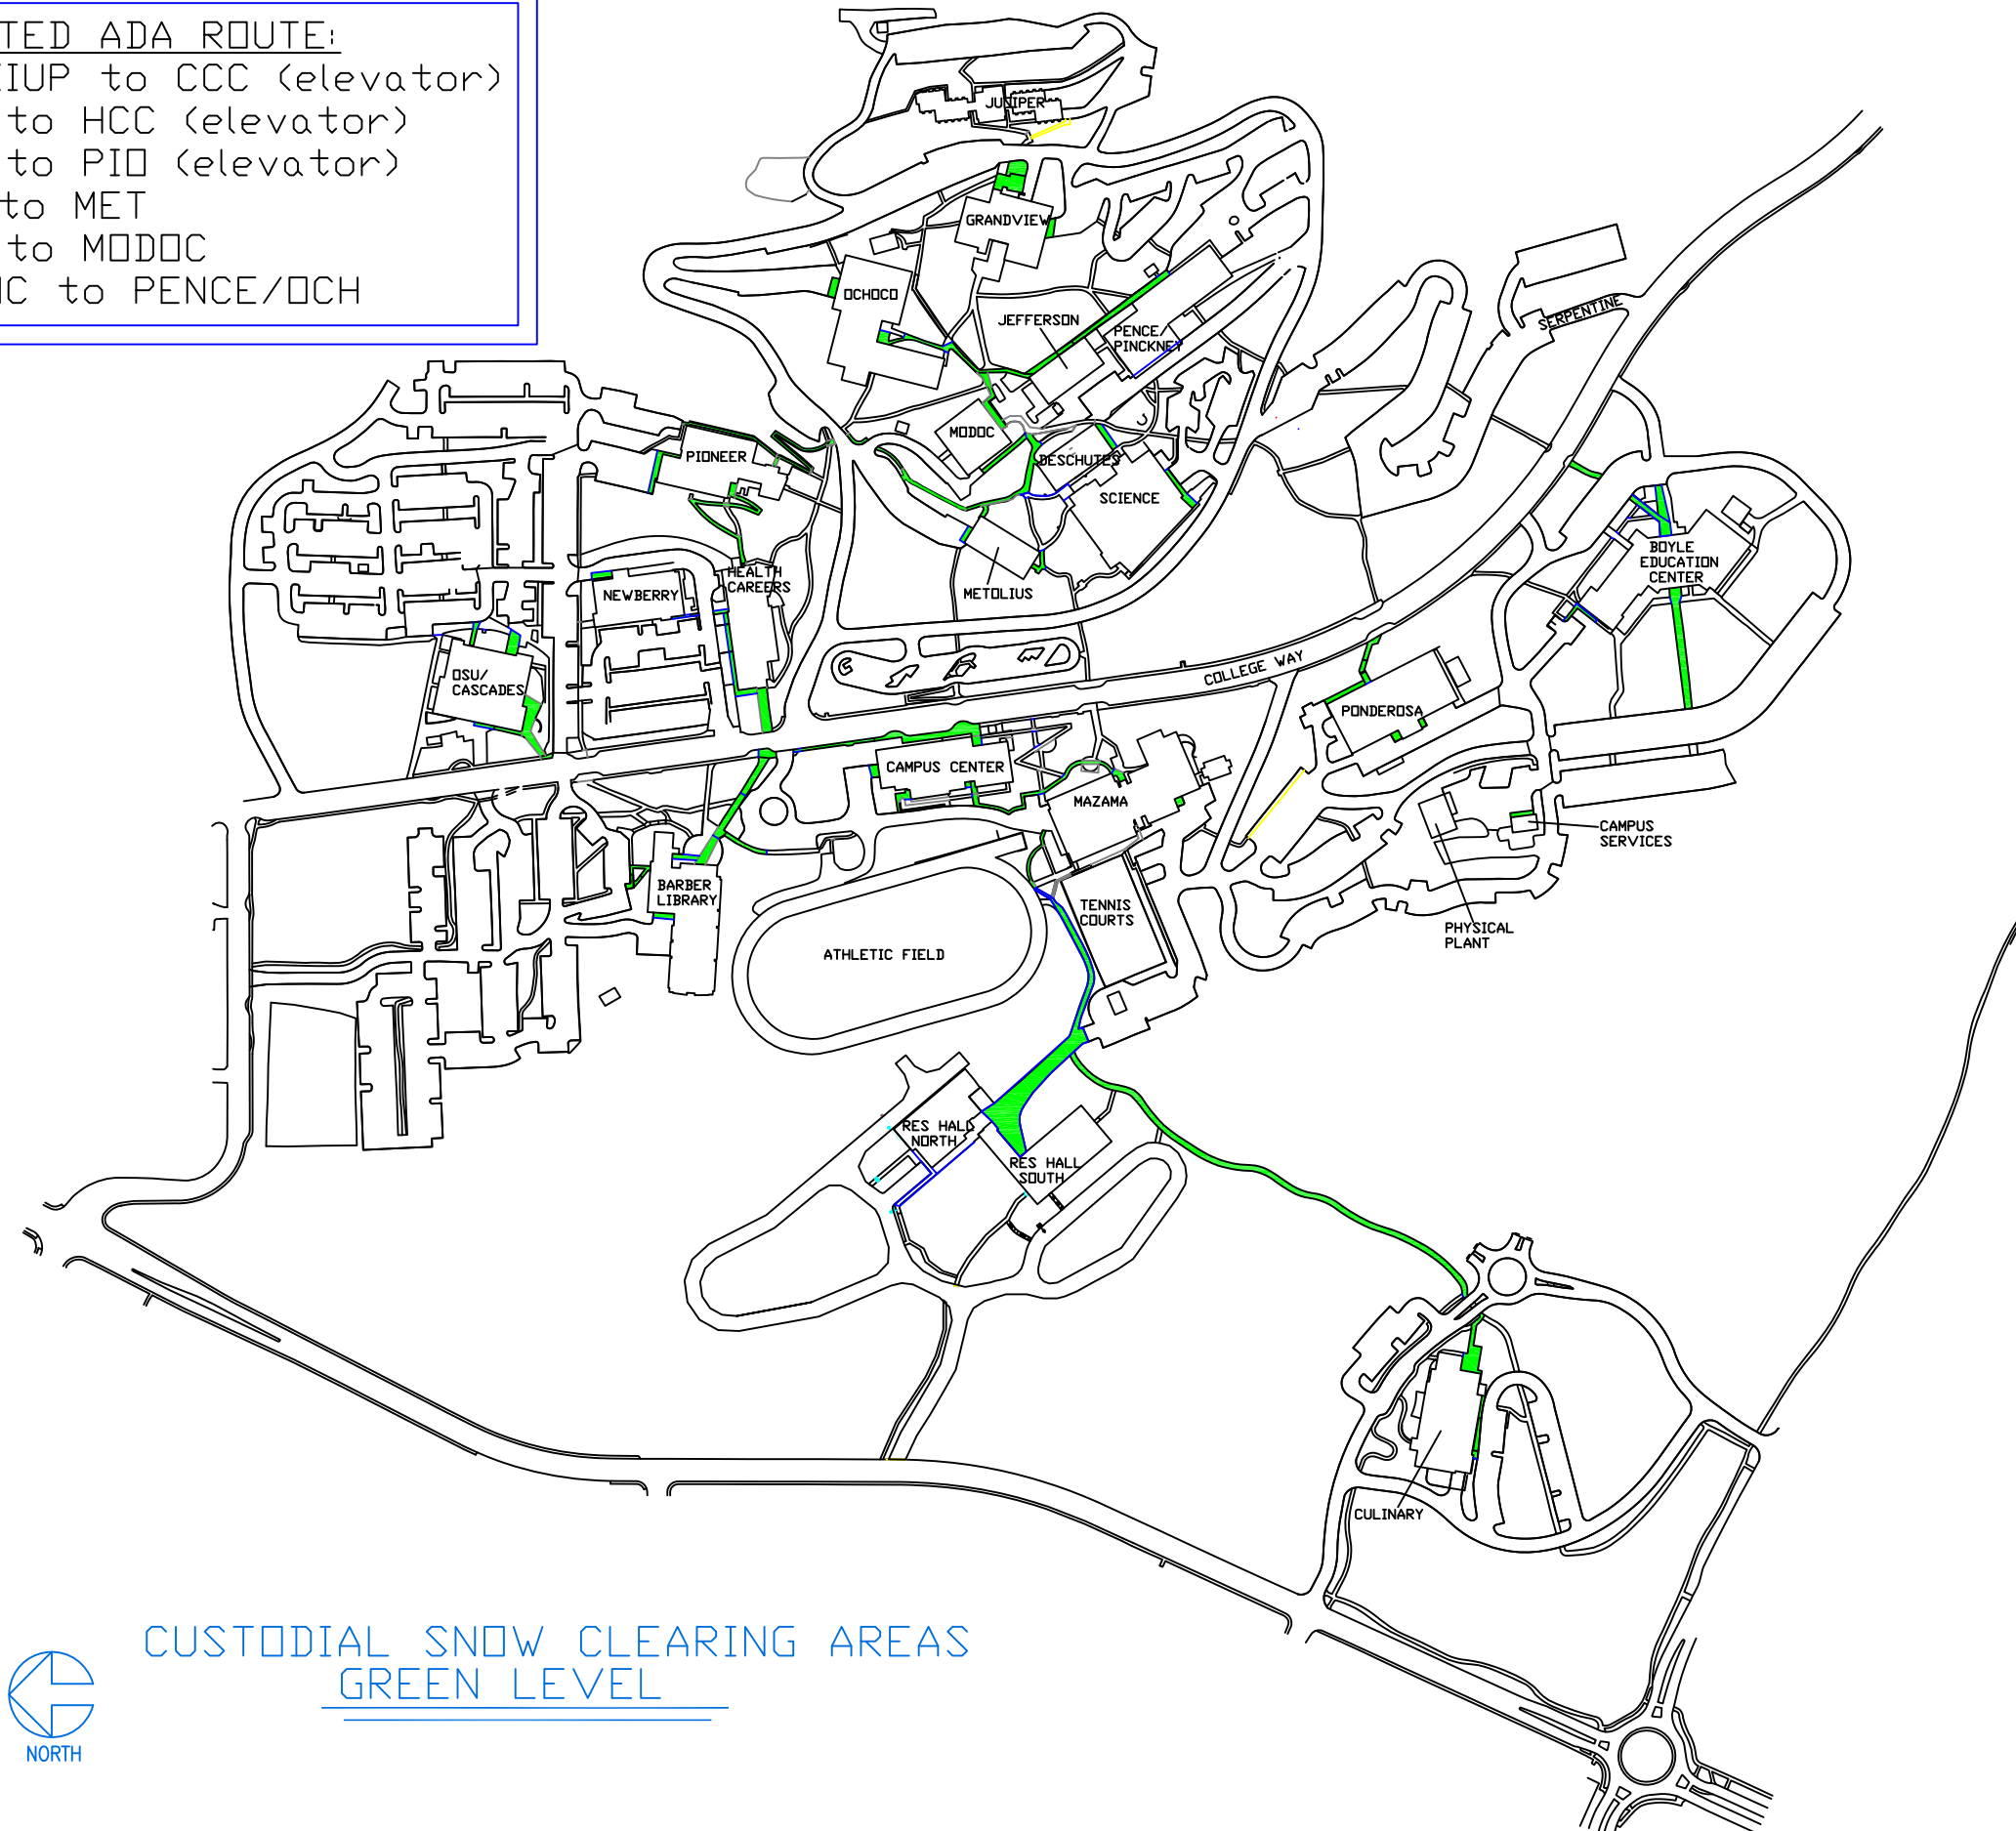 TED ADA ROUTE:
IUP to CCC (elevator)
to HCC (elevator)
to PIO (elevator)
to MET
to MODOC
C to PENCE/OCH
JUNIPER
GRANDVIEW
OCHOCO
JEFFERSON
PENCE/
PINCKNEY
SERPENTINE
MODOC
PIONEER
DESCHUTES
SCIENCE
BOYLE
EDUCATION
CENTER
HEALTH
CAREERS
NEWBERRY
METOLIUS
OSU/
CASCADES
COLLEGE WAY
PONDEROSA
CAMPUS CENTER
MAZAMA
CAMPUS
SERVICES
BARBER
LIBRARY
TENNIS
COURTS
PHYSICAL
PLANT
ATHLETIC FIELD
RES HALL
NORTH
RES HALL
SOUTH
CULINARY
CUSTODIAL SNOW CLEARING AREAS
GREEN LEVEL
NORTH